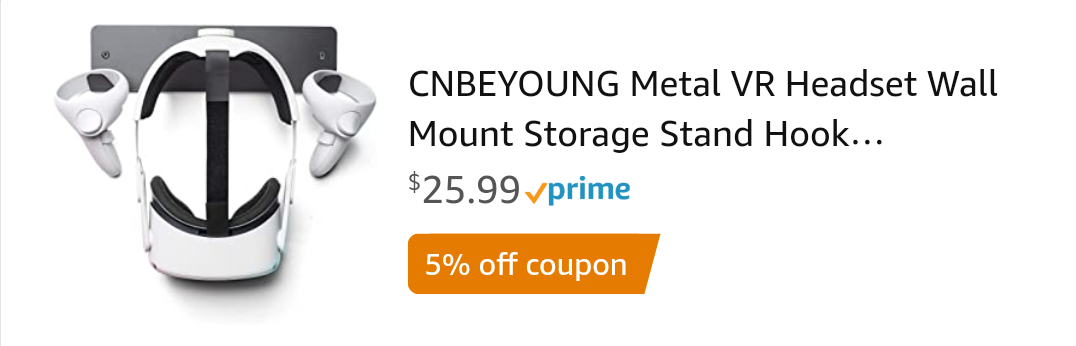 CNBEYOUNG Metal VR Headset Wall
Mount Storage Stand Hook...
$25.99 prime
5% off coupon